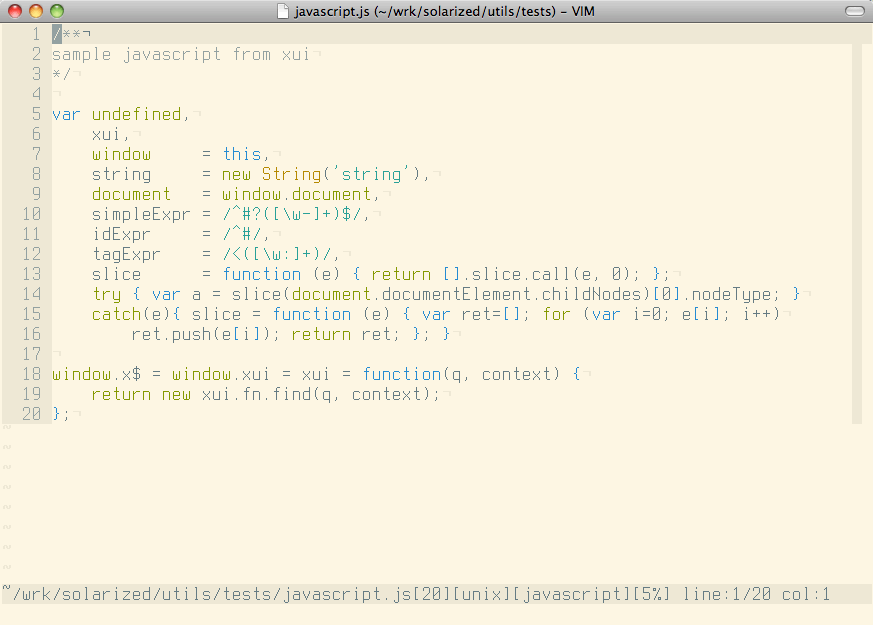 javascript.js (~/wrk/solarized/utils/tests) – VIM
1 /**¬
2 sample javascript from xui¬
3 */¬
4 ¬
5 var undefined,¬
6     xui,¬
7     window     = this,¬
8     string     = new String('string'),¬
9     document   = window.document,¬
10     simpleExpr = /^#?([\w-]+)$/,¬
11     idExpr     = /^#/,¬
12     tagExpr    = /<([\w:]+)/,¬
13     slice      = function (e) { return [].slice.call(e, 0); };¬
14     try { var a = slice(document.documentElement.childNodes)[0].nodeType; }¬
15     catch(e){ slice = function (e) { var ret=[]; for (var i=0; e[i]; i++)¬
16         ret.push(e[i]); return ret; }; }¬
17 ¬
18 window.x$ = window.xui = xui = function(q, context) {¬
19     return new xui.fn.find(q, context);¬
20 };¬
~
~
~
~
~
~
~
~
~/wrk/solarized/utils/tests/javascript.js[20][unix][javascript][5%] line:1/20 col:1